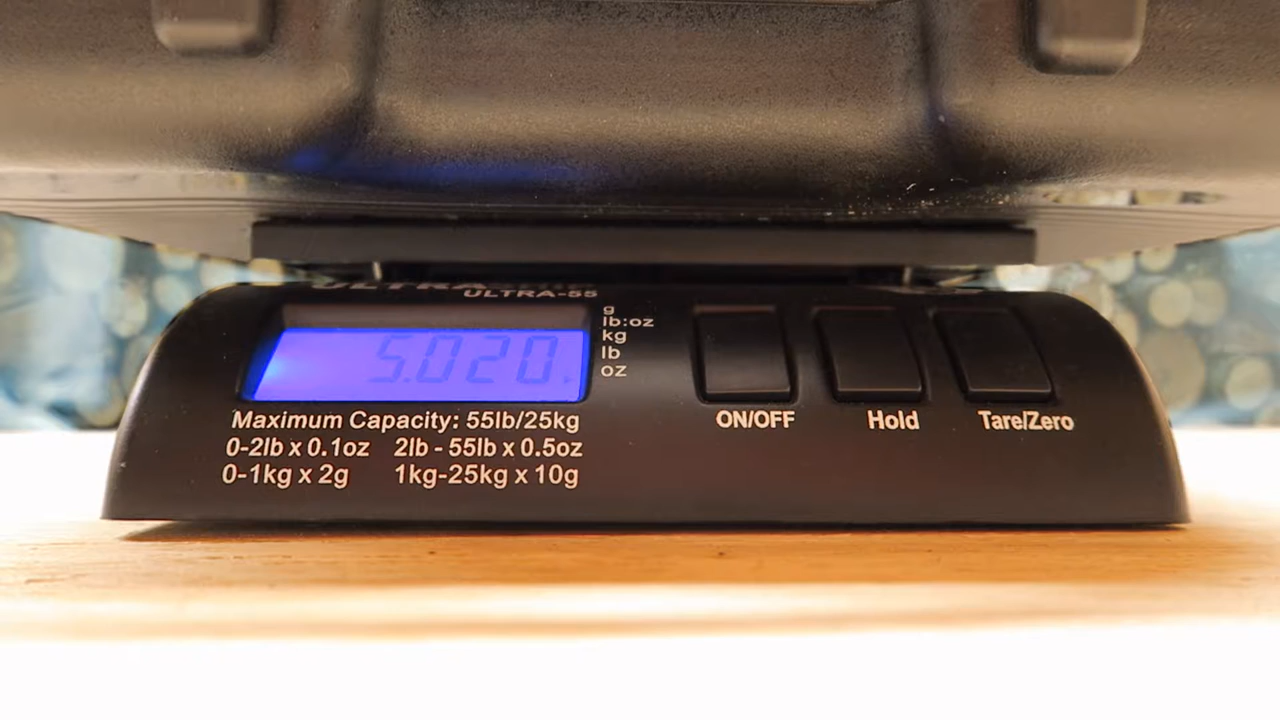 ULTRA
ULTRA-55
g
lb:oz
kg
lb
oz
5.020.
Maximum Capacity: 55lb/25kg
0-2lb x 0.1oz 2lb - 55lb x 0.5oz
0-1kg x 2g 1kg-25kg x 10g
ON/OFF Hold Tare/Zero